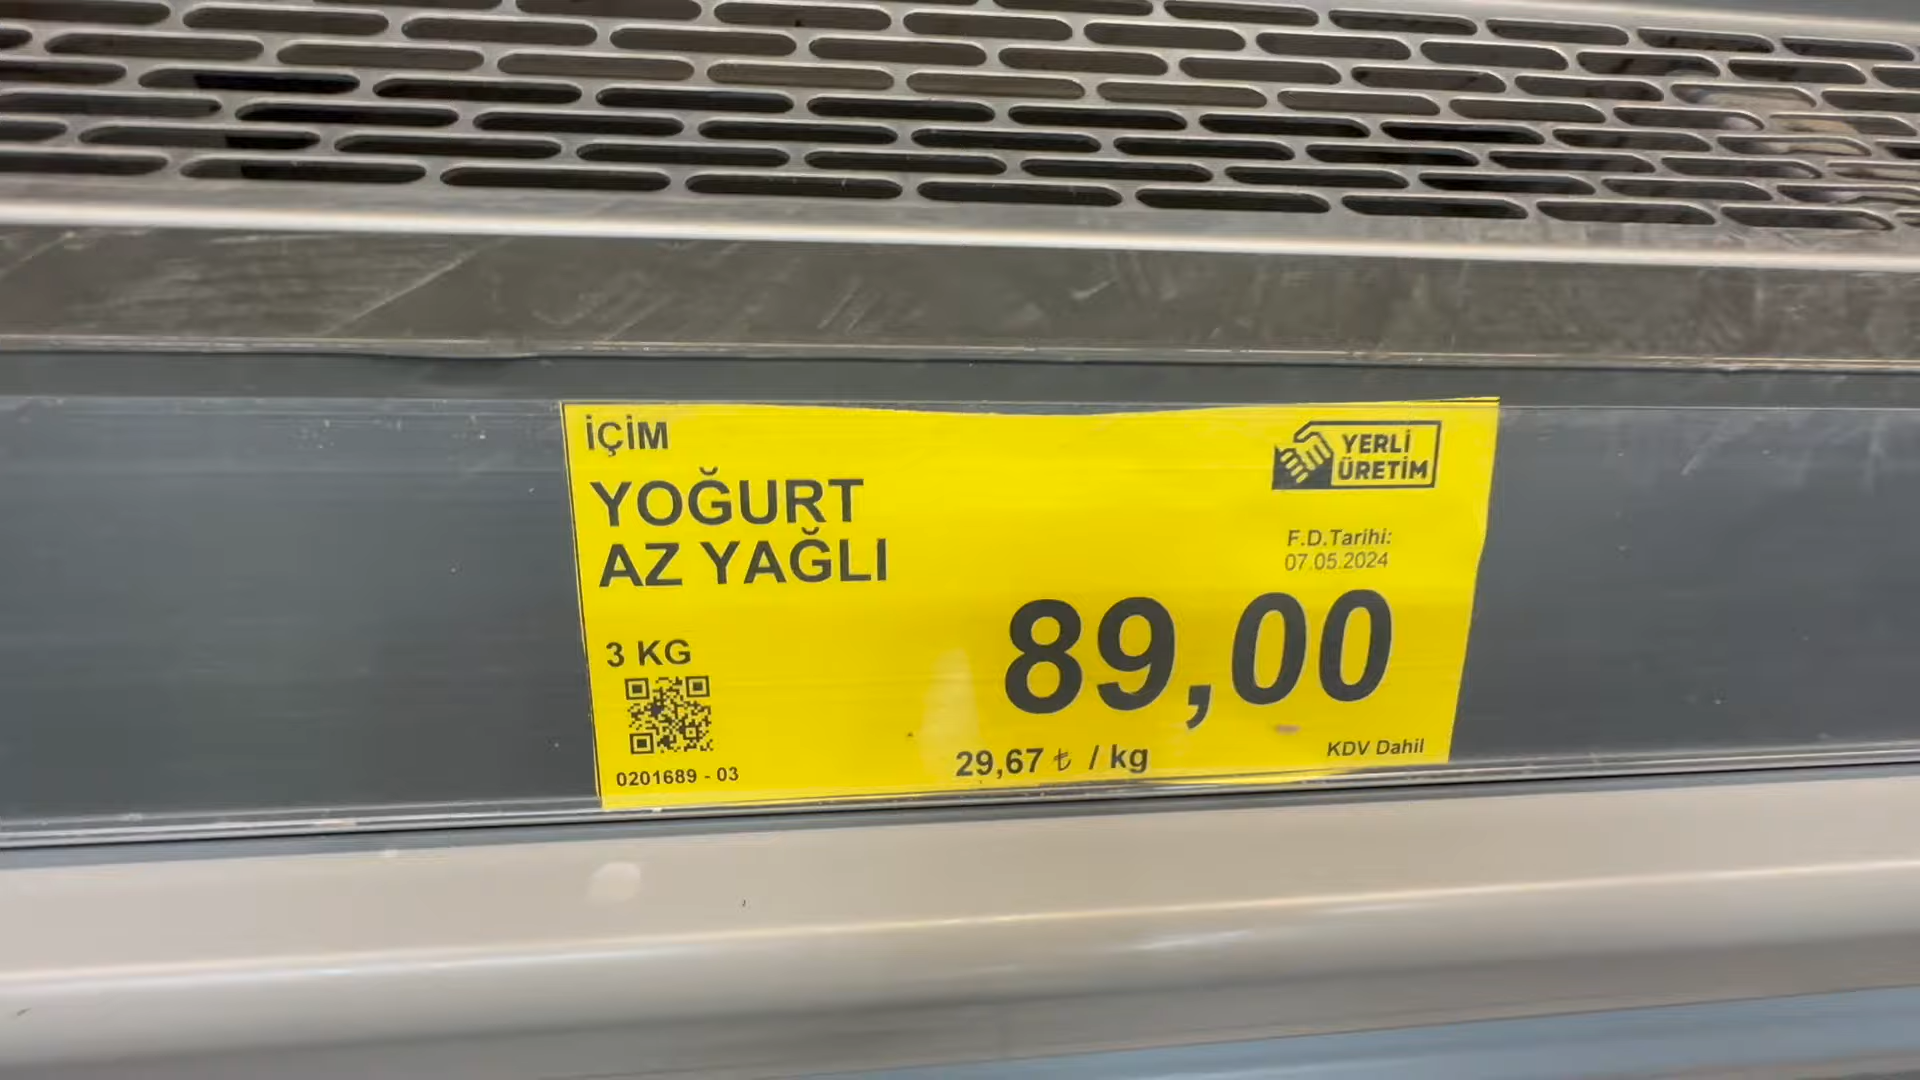 İÇİM
YERLİ
ÜRETİM
YOĞURT
AZ YAĞLI
F.D.Tarihi:
07.05.2024
3 KG
89,00
29,67 ₺ / kg
KDV Dahil
0201689 - 03